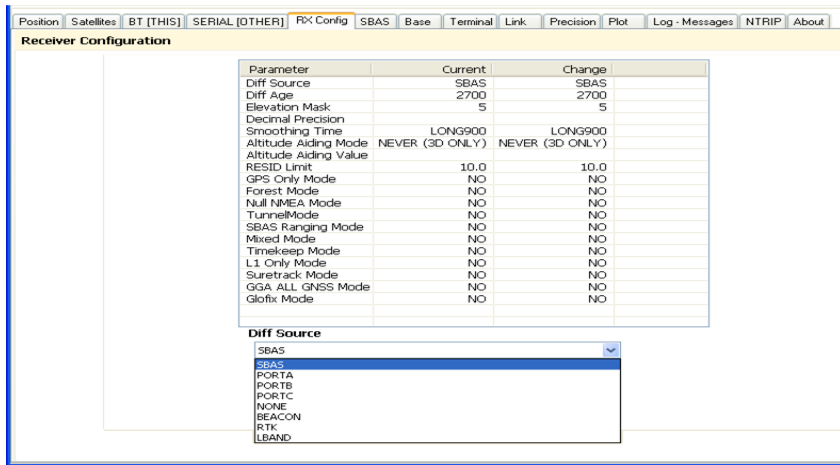 Position Satellites BT [THIS] SERIAL [OTHER] RX Config SBAS Base Terminal Link Precision Plot Log - Messages NTRIP About
Receiver Configuration
Parameter Current Change
Diff Source SBAS SBAS
Diff Age 2700 2700
Elevation Mask 5 5
Decimal Precision
Smoothing Time LONG900 LONG900
Altitude Aiding Mode NEVER (3D ONLY) NEVER (3D ONLY)
Altitude Aiding Value
RESID Limit 10.0 10.0
GPS Only Mode NO NO
Forest Mode NO NO
Null NMEA Mode NO NO
TunnelMode NO NO
SBAS Ranging Mode NO NO
Mixed Mode NO NO
Timekeep Mode NO NO
L1 Only Mode NO NO
Suretrack Mode NO NO
GGA ALL GNSS Mode NO NO
Glofix Mode NO NO
Diff Source
SBAS
SBAS
PORTA
PORTB
PORTC
NONE
BEACON
RTK
LBAND